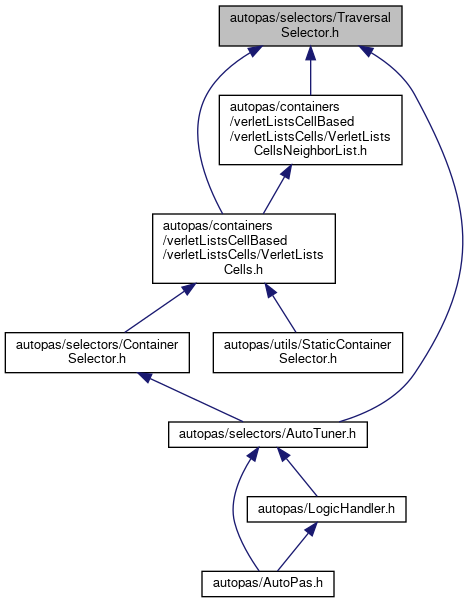 autopas/selectors/Traversal
Selector.h
autopas/containers
/verletListsCellBased
/verletListsCells/VerletLists
CellsNeighborList.h
autopas/containers
/verletListsCellBased
/verletListsCells/VerletLists
Cells.h
autopas/selectors/Container
Selector.h
autopas/utils/StaticContainer
Selector.h
autopas/selectors/AutoTuner.h
autopas/LogicHandler.h
autopas/AutoPas.h